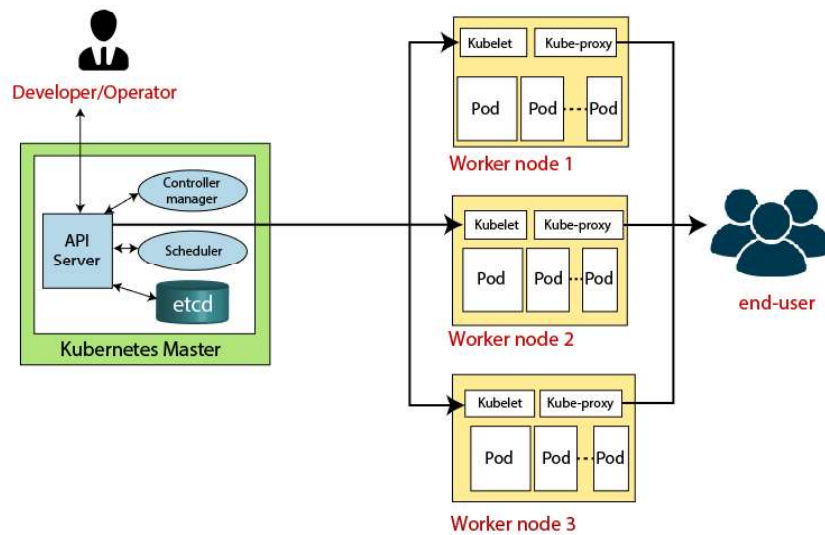 Developer/Operator
API
Server
Controller
manager
Scheduler
etcd
Kubernetes Master
Kubelet
Kube-proxy
Pod
Pod
Pod
Worker node 1
Kubelet
Kube-proxy
Pod
Pod
Pod
Worker node 2
Kubelet
Kube-proxy
Pod
Pod
Pod
Worker node 3
end-user